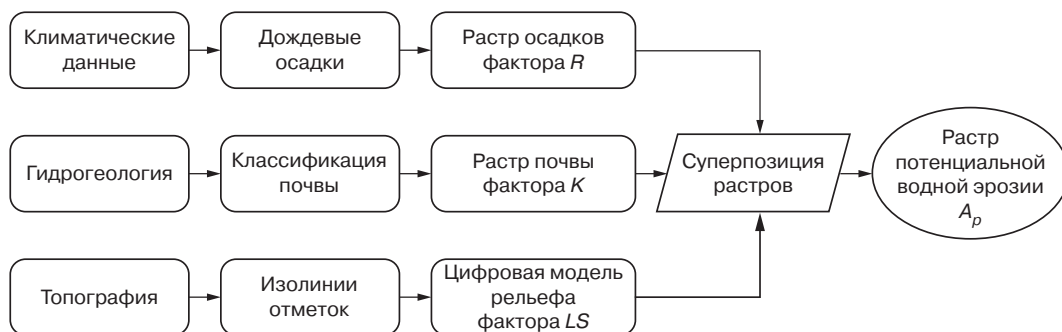 Климатические
данные
Дождевые
осадки
Растр осадков
фактора R
Гидрогеология
Классификация
почвы
Растр почвы
фактора K
Суперпозиция
растров
Растр
потенциальной
водной эрозии
Ap
Топография
Изолинии
отметок
Цифровая модель
рельефа
фактора LS